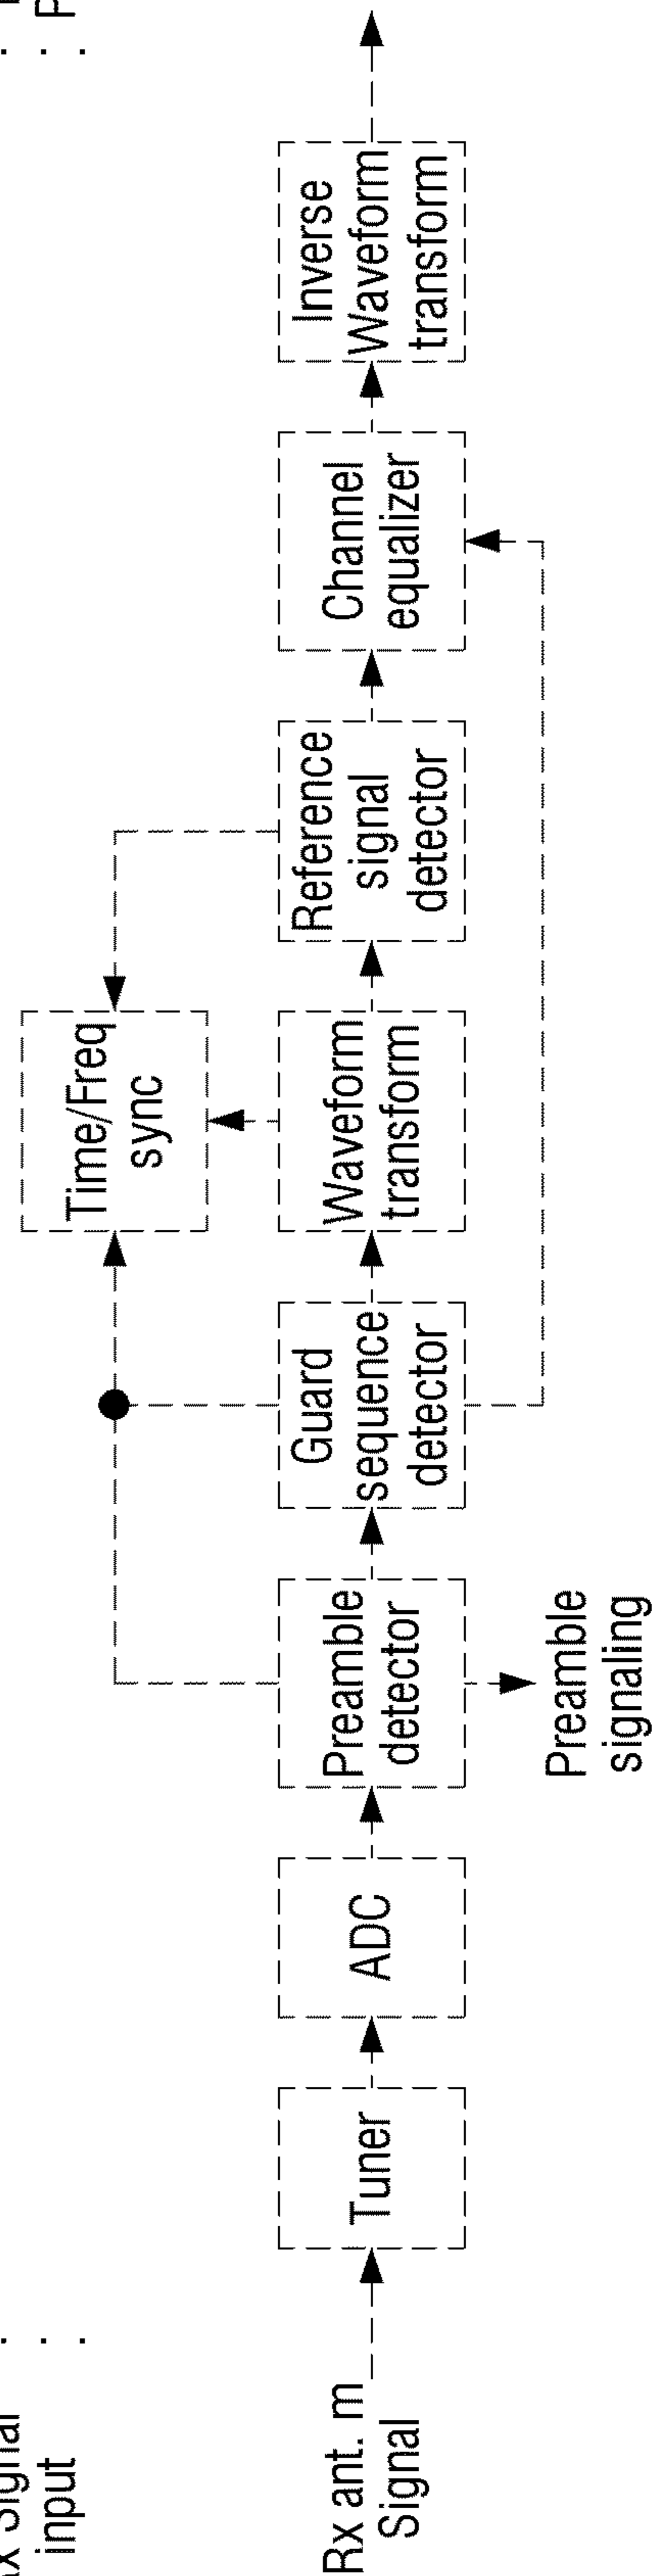 input
Rx ant. m
Signal
Tuner
ADC
Preamble
detector
Preamble
signaling
Guard
sequence
detector
Time/Freq
sync
Waveform
transform
Reference
signal
detector
Channel
equalizer
Inverse
Waveform
transform